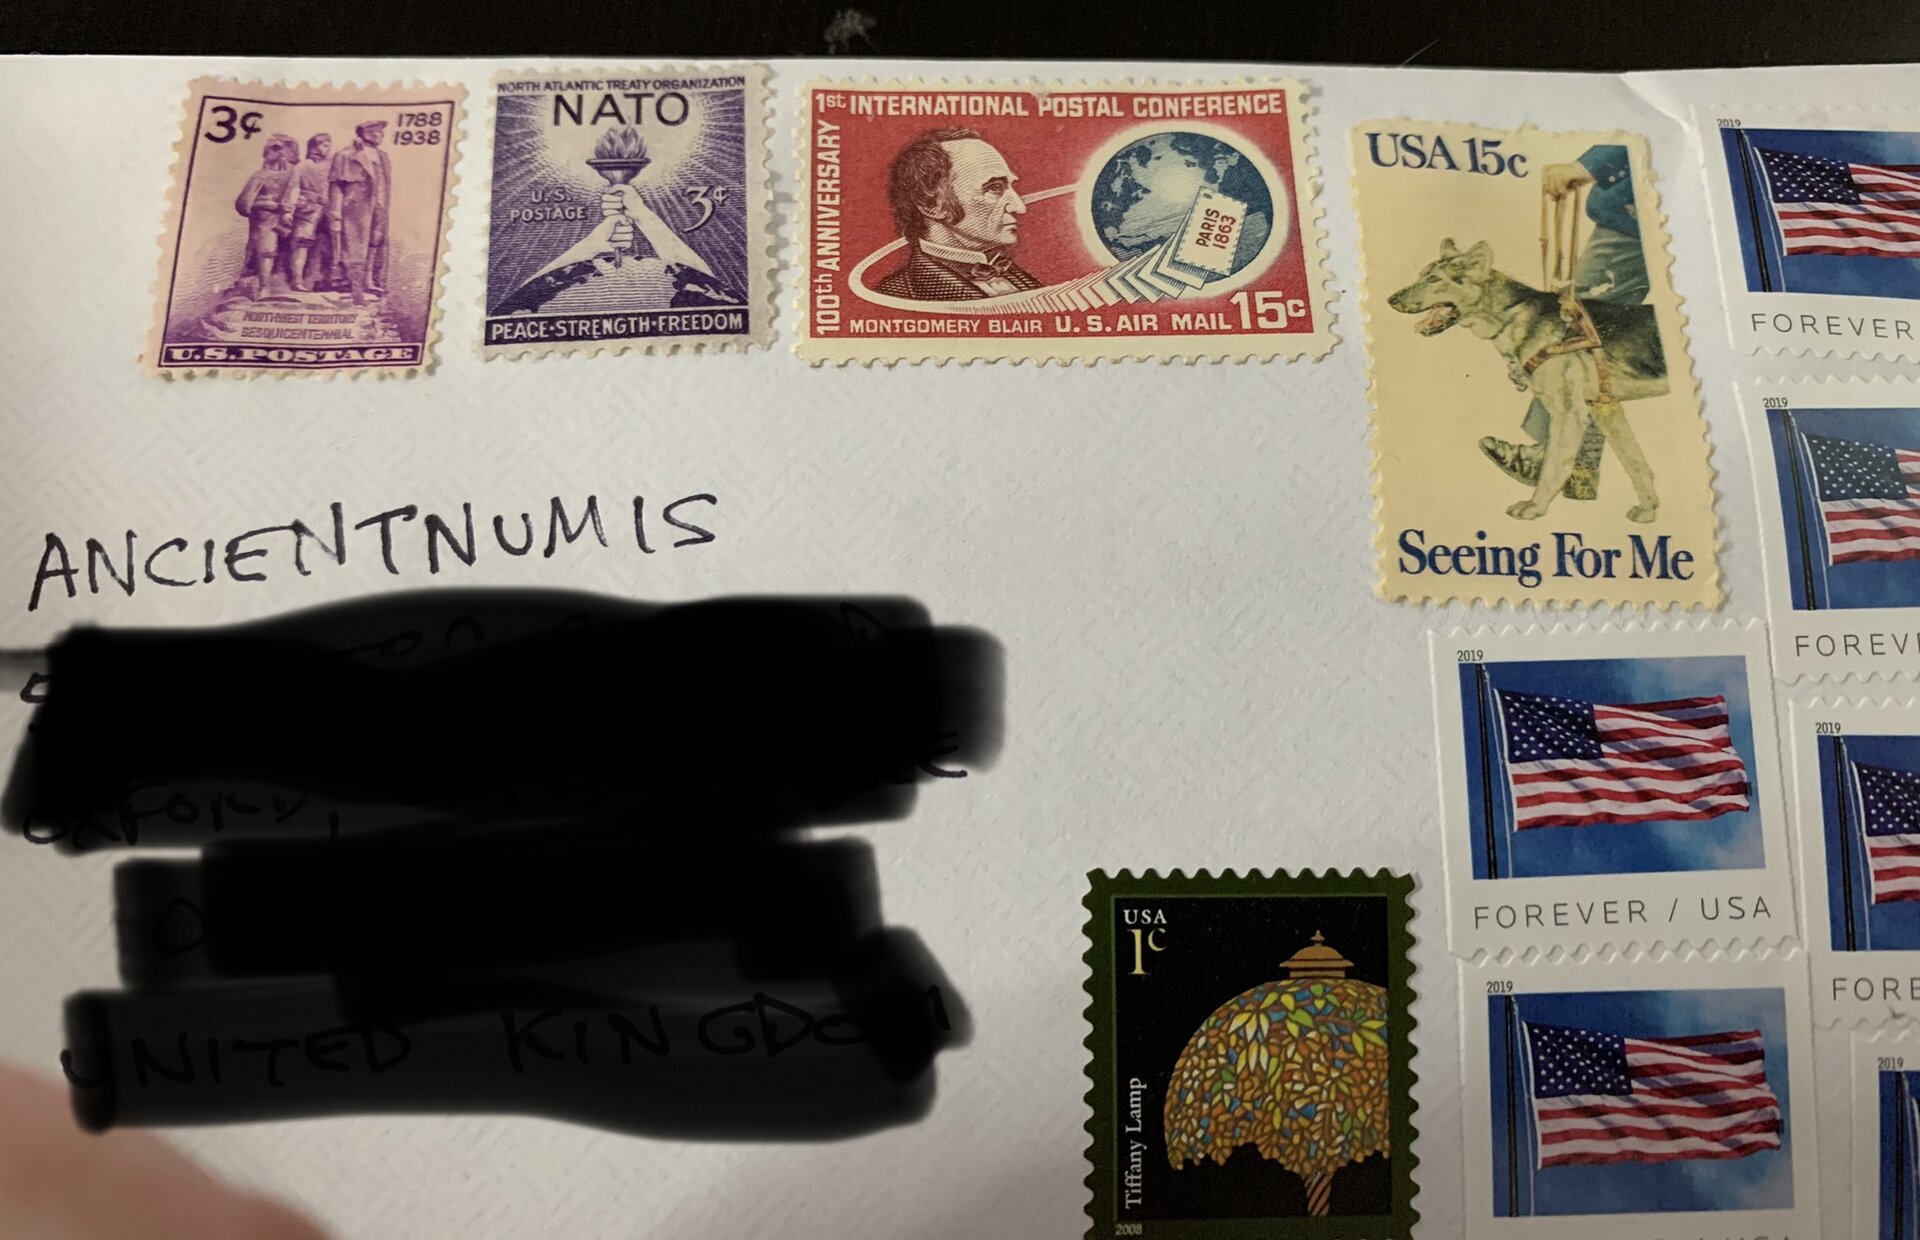 3¢
1788
1938
NORTHWEST TERRITORY
SESQUICENTENNIAL
U.S. POSTAGE
NORTH ATLANTIC TREATY ORGANIZATION
NATO
U.S.
POSTAGE
3¢
PEACE·STRENGTH·FREEDOM
1st INTERNATIONAL POSTAL CONFERENCE
100th ANNIVERSARY
PARIS
1863
MONTGOMERY BLAIR U.S. AIR MAIL 15c
USA 15c
Seeing For Me
2019
FOREVER
2019
FOREV
ANCIENTNUMIS
UNITED KINGDOM
2019
FOREVER / USA
2019
FORE
2019
2019
USA
1c
Tiffany Lamp
2008